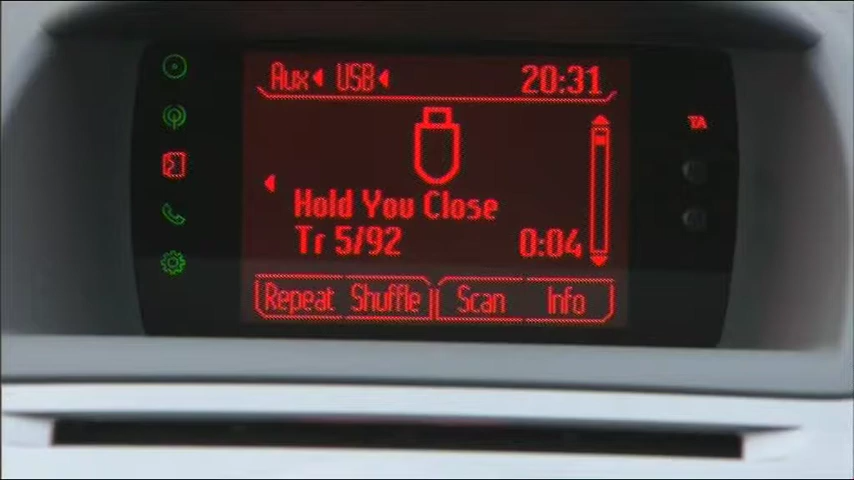 Aux USB 20:31
TA
Hold You Close
Tr 5/92 0:04
Repeat Shuffle Scan Info